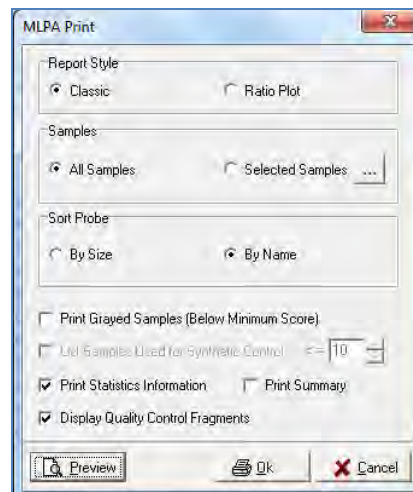 MLPA Print
Report Style
Classic Ratio Plot
Samples
All Samples Selected Samples ...
Sort Probe
By Size By Name
Print Grayed Samples (Below Minimum Score)
List Samples Used for Synthetic Control <= 10
Print Statistics Information Print Summary
Display Quality Control Fragments
Preview Ok Cancel